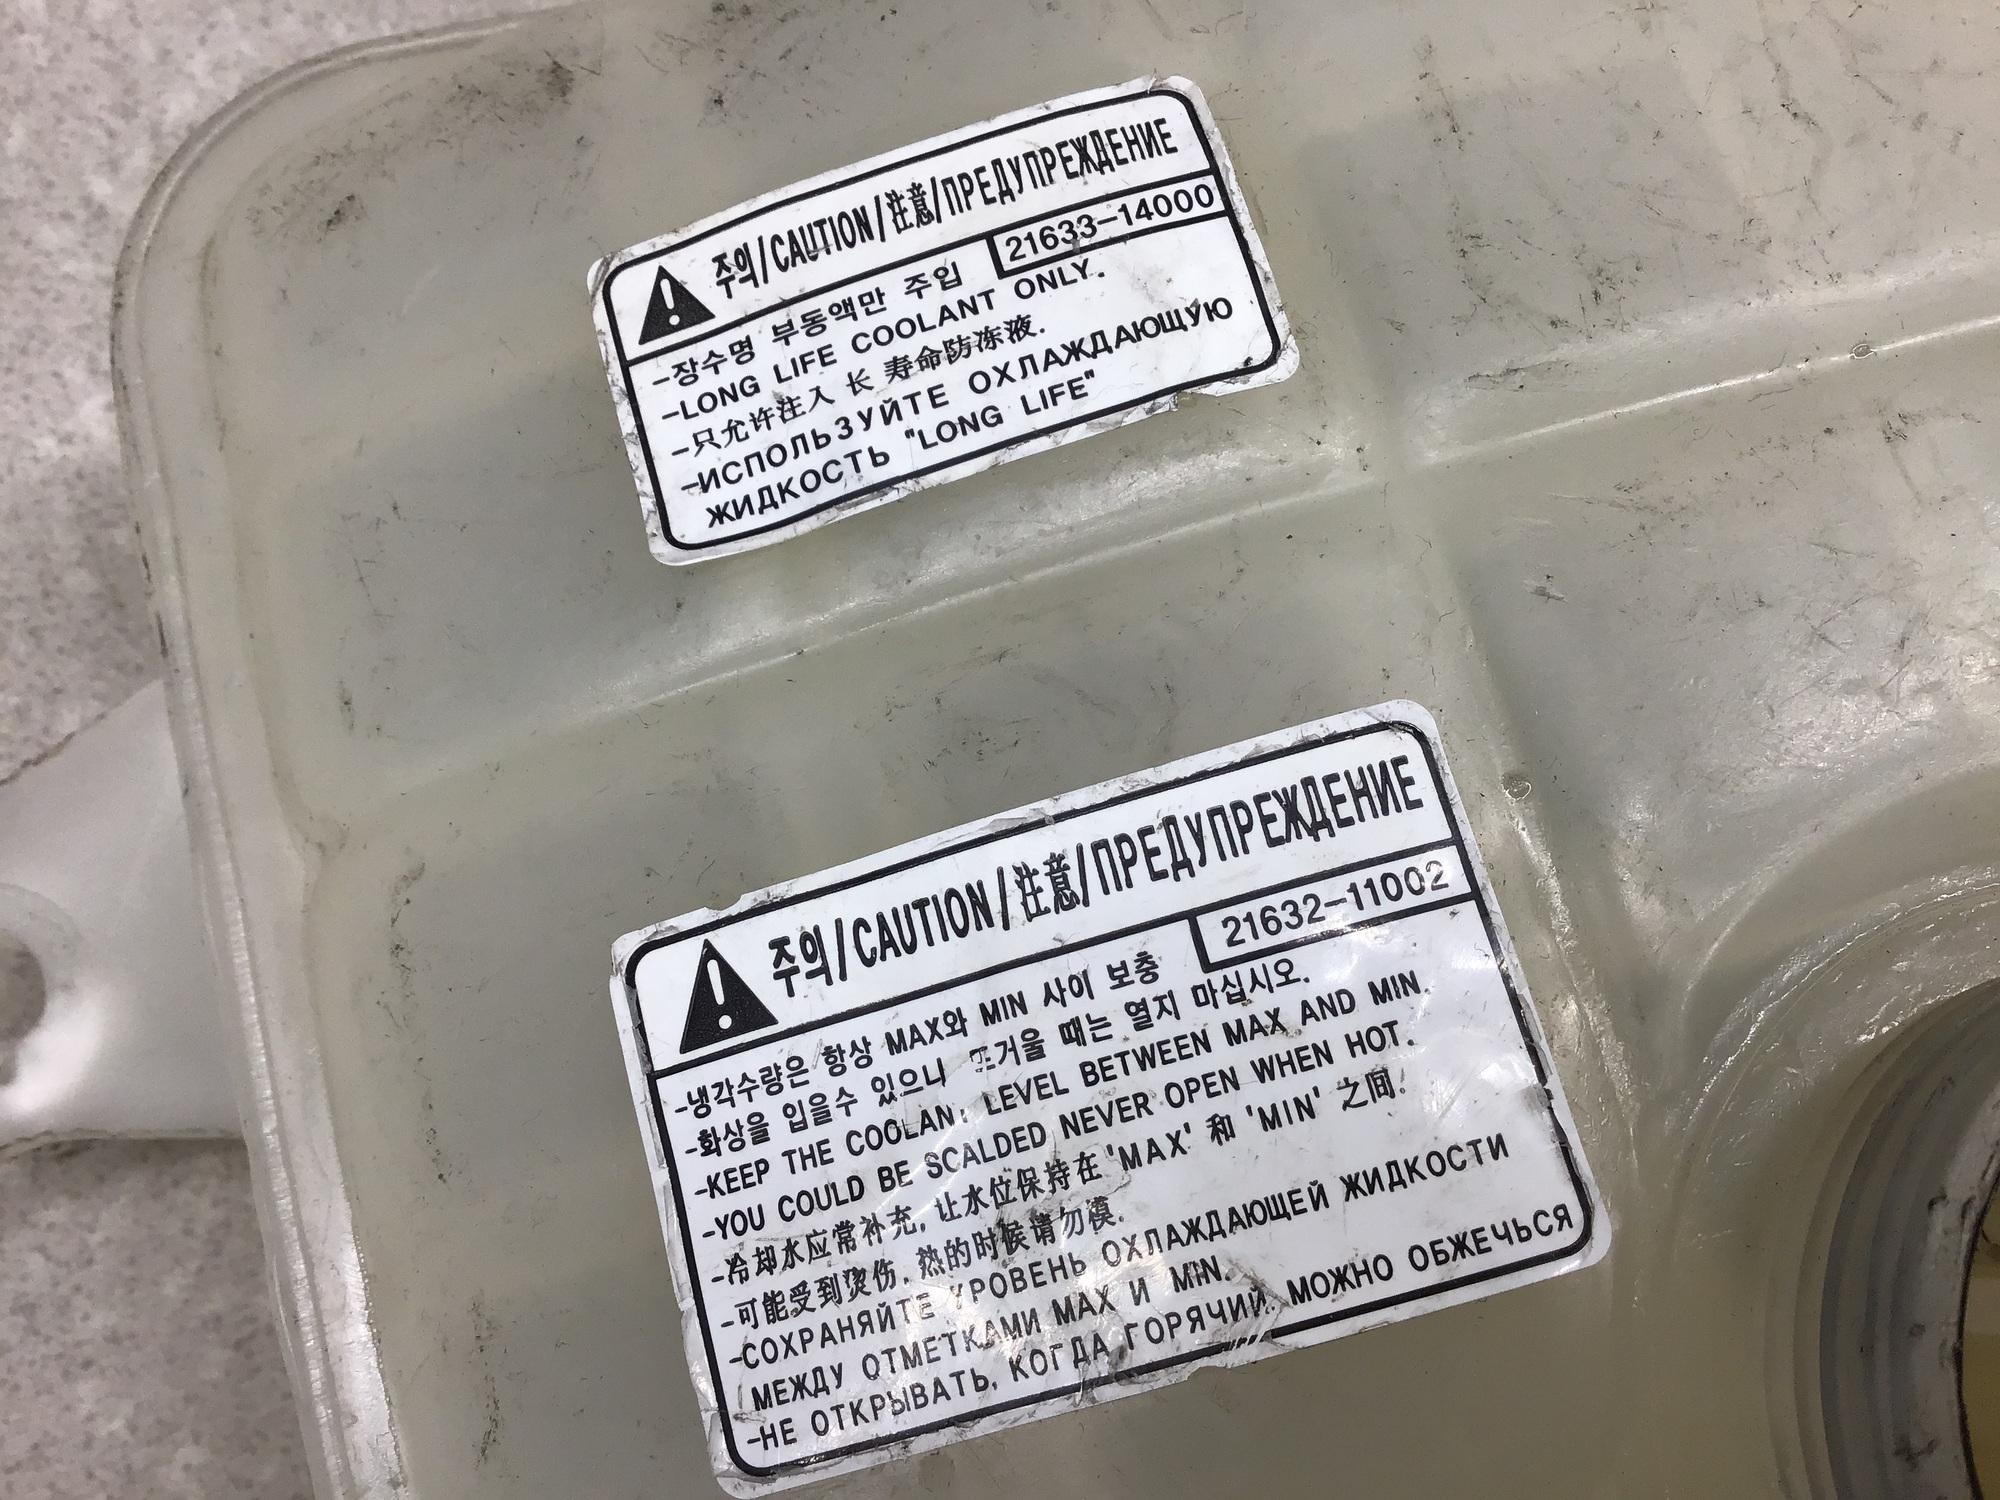 주의/CAUTION/注意/ПРЕДУПРЕЖДЕНИЕ
21633-14000
-장수명 부동액만 주입
-LONG LIFE COOLANT ONLY.
-只允许注入 长 寿命防冻液.
-ИСПОЛЬЗУЙТЕ ОХЛАЖДАЮЩУЮ
ЖИДКОСТЬ "LONG LIFE"
주의/CAUTION/注意/ПРЕДУПРЕЖДЕНИЕ
21632-11002
-냉각수량은 항상 MAX와 MIN 사이 보충
-화상을 입을수 있으니 뜨거울 때는 열지 마십시오.
-KEEP THE COOLANT LEVEL BETWEEN MAX AND MIN.
-YOU COULD BE SCALDED NEVER OPEN WHEN HOT.
-冷却水应常补充, 让水位保持在 'MAX' 和 'MIN' 之间.
-可能受到烫伤, 热的时候请勿
-СОХРАНЯЙТЕ УРОВЕНЬ ОХЛАЖДАЮЩЕЙ ЖИДКОСТИ
МЕЖДУ ОТМЕТКАМИ MAX И MIN.
-НЕ ОТКРЫВАТЬ, КОГДА ГОРЯЧИЙ. МОЖНО ОБЖЕЧЬСЯ